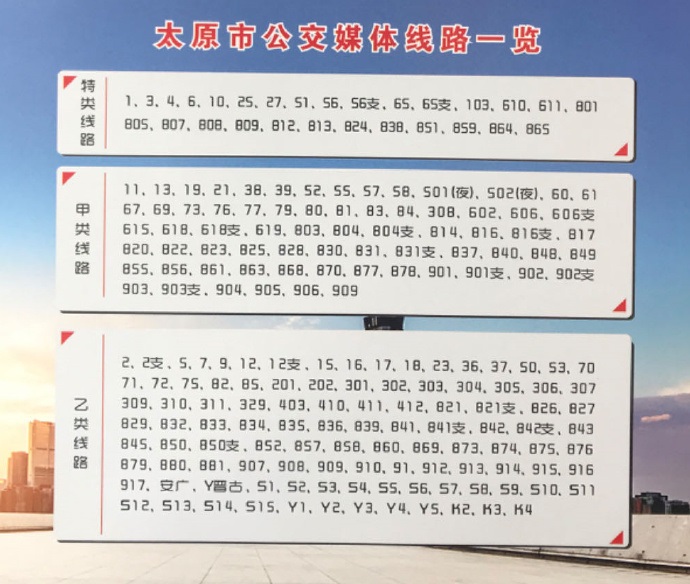 太原市公交媒体线路一览
特类线路
1、3、4、6、10、25、27、51、56、56支、65、65支、103、610、611、801
805、807、808、809、812、813、824、838、851、859、864、865
甲类线路
11、13、19、21、38、39、52、55、57、58、501(夜)、502(夜)、60、61
67、69、73、76、77、79、80、81、83、84、308、602、606、606支
615、618、618支、619、803、804、804支、814、816、816支、817
820、822、823、825、828、830、831、831支、837、840、848、849
855、856、861、863、868、870、877、878、901、901支、902、902支
903、903支、904、905、906、909
乙类线路
2、2支、5、7、9、12、12支、15、16、17、18、23、36、37、50、53、70
71、72、75、82、85、201、202、301、302、303、304、305、306、307
309、310、311、329、403、410、411、412、821、821支、826、827
829、832、833、834、835、836、839、841、841支、842、842支、843
845、850、850支、852、857、858、860、869、873、874、875、876
879、880、881、907、908、909、910、91、912、913、914、915、916
917、安广、Y晋古、S1、S2、S3、S4、S5、S6、S7、S8、S9、S10、S11
S12、S13、S14、S15、Y1、Y2、Y3、Y4、Y5、K2、K3、K4